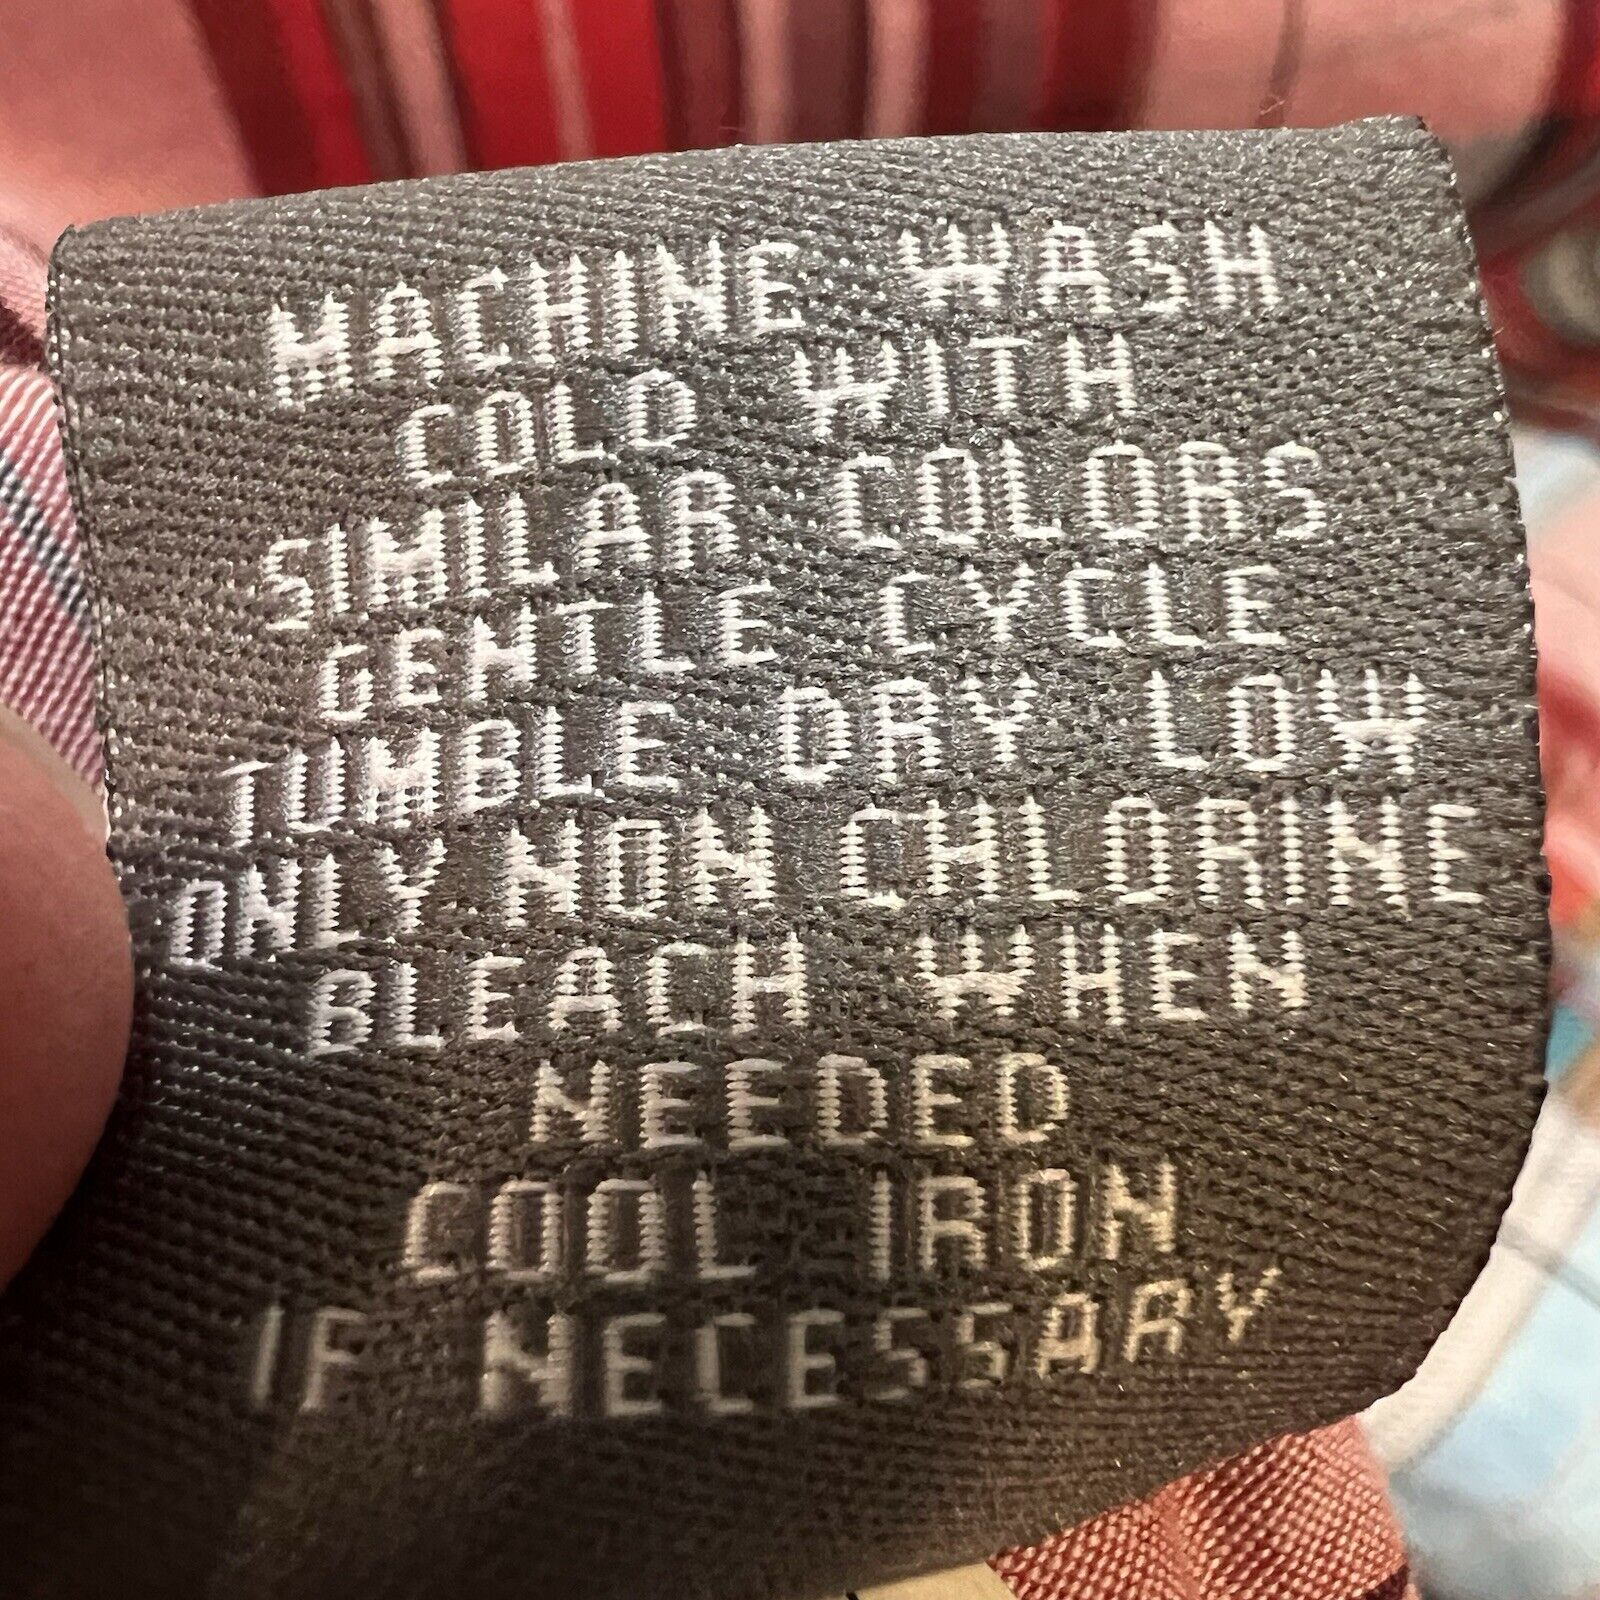 MACHINE WASH
COLD WITH
SIMILAR COLORS
GENTLE CYCLE
TUMBLE DRY LOW
ONLY NON CHLORINE
BLEACH WHEN
NEEDED
COOL IRON
IF NECESSARY